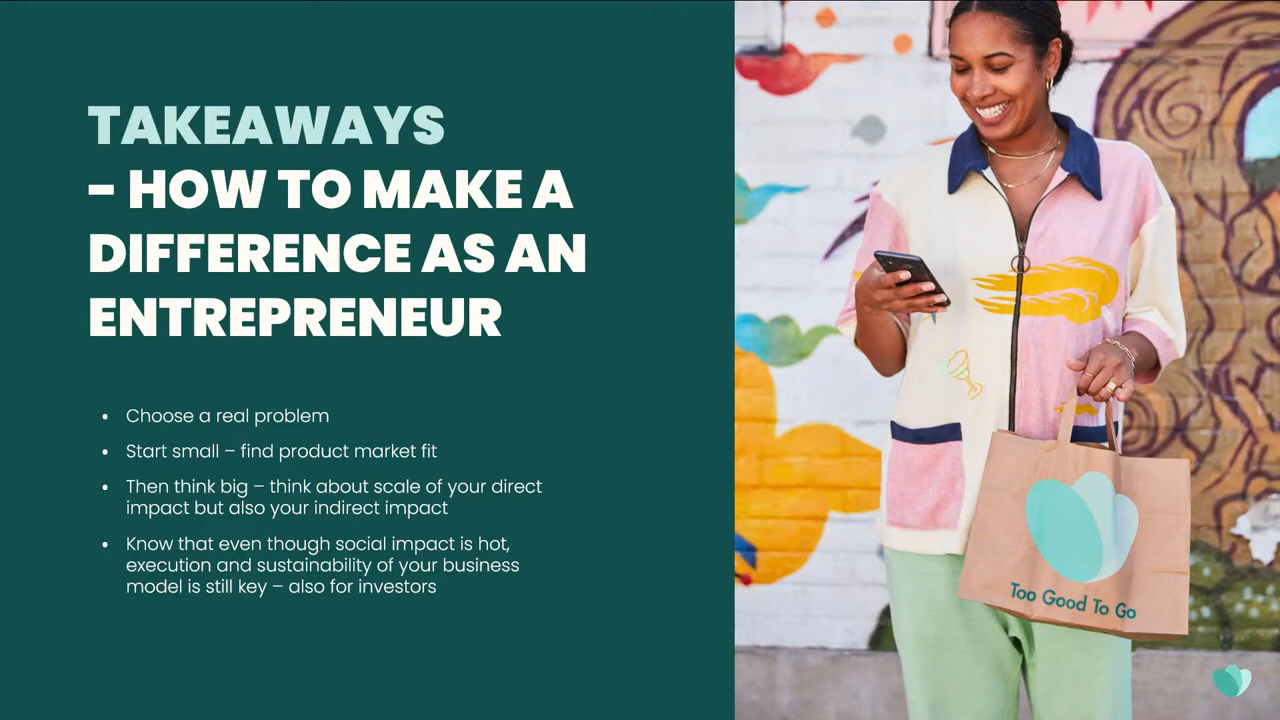 TAKEAWAYS
– HOW TO MAKE A
DIFFERENCE AS AN
ENTREPRENEUR
• Choose a real problem
• Start small – find product market fit
• Then think big – think about scale of your direct
impact but also your indirect impact
• Know that even though social impact is hot,
execution and sustainability of your business
model is still key – also for investors
Too Good To Go